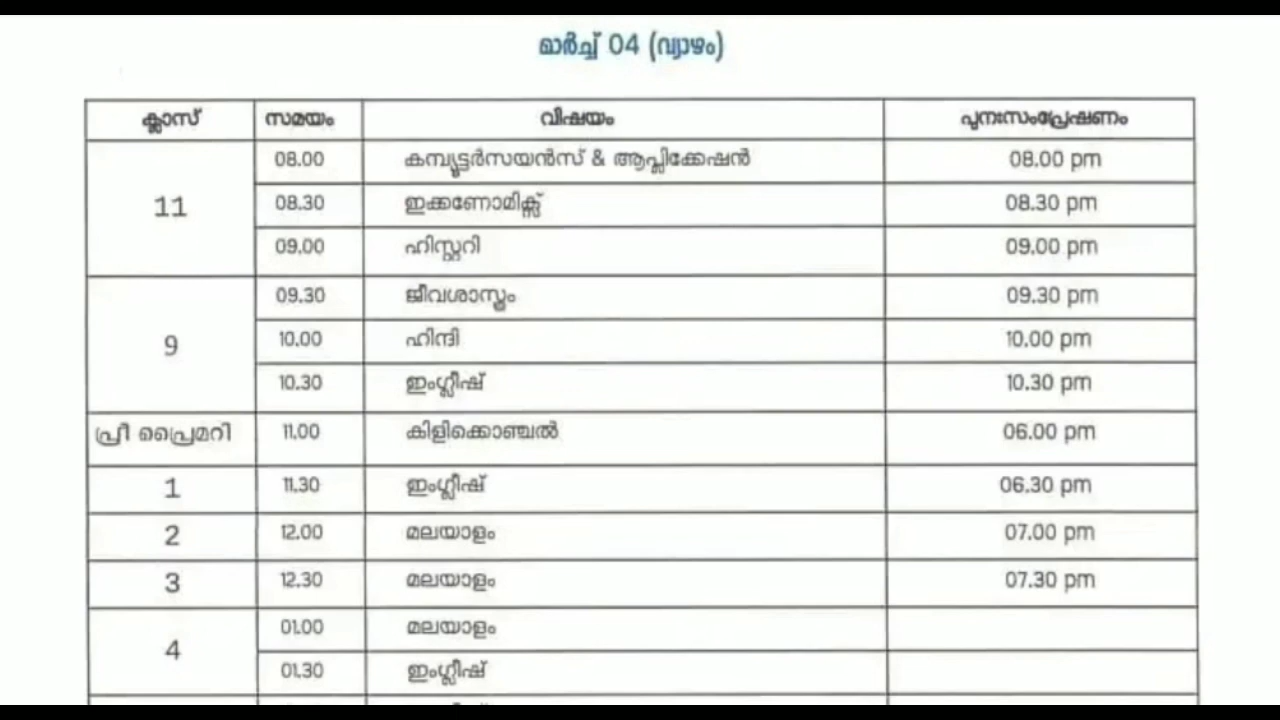 മാർച്ച് 04 (വ്യാഴം)
ക്ലാസ് സമയം വിഷയം പുനഃസംപ്രേഷണം
11
08.00 കമ്പ്യൂട്ടർസയൻസ് & ആപ്ലിക്കേഷൻ 08.00 pm
08.30 ഇക്കണോമിക്സ് 08.30 pm
09.00 ഹിസ്റ്ററി 09.00 pm
9
09.30 ജീവശാസ്ത്രം 09.30 pm
10.00 ഹിന്ദി 10.00 pm
10.30 ഇംഗ്ലീഷ് 10.30 pm
പ്രീ പ്രൈമറി 11.00 കിളിക്കൊഞ്ചൽ 06.00 pm
1 11.30 ഇംഗ്ലീഷ് 06.30 pm
2 12.00 മലയാളം 07.00 pm
3 12.30 മലയാളം 07.30 pm
4
01.00 മലയാളം
01.30 ഇംഗ്ലീഷ്